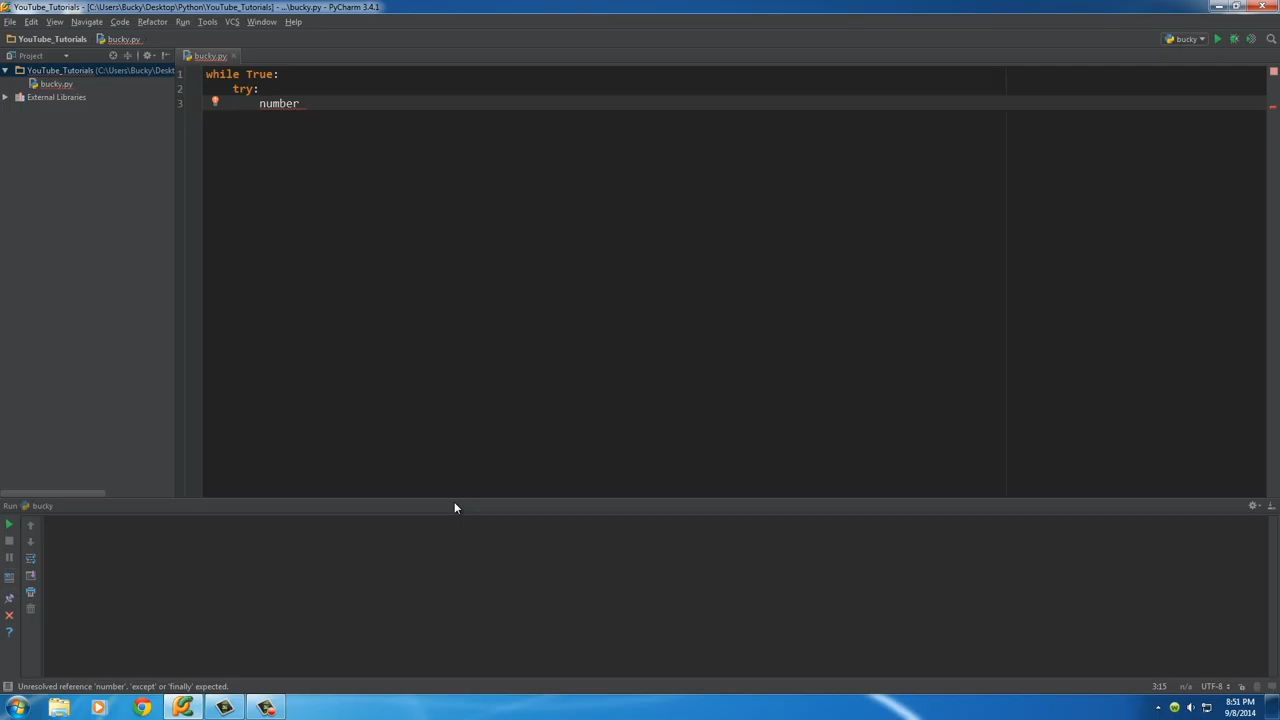 YouTube_Tutorials - [C:\Users\Bucky\Desktop\Python\YouTube_Tutorials] - ...\bucky.py - PyCharm 3.4.1
File Edit View Navigate Code Refactor Run Tools VCS Window Help
YouTube_Tutorials bucky.py bucky
Project bucky.py
YouTube_Tutorials (C:\Users\Bucky\Deskt
bucky.py
External Libraries
1 while True:
2 try:
3 number
Run bucky
Unresolved reference 'number'. 'except' or 'finally' expected. 3:15 n/a UTF-8
8:51 PM
9/8/2014